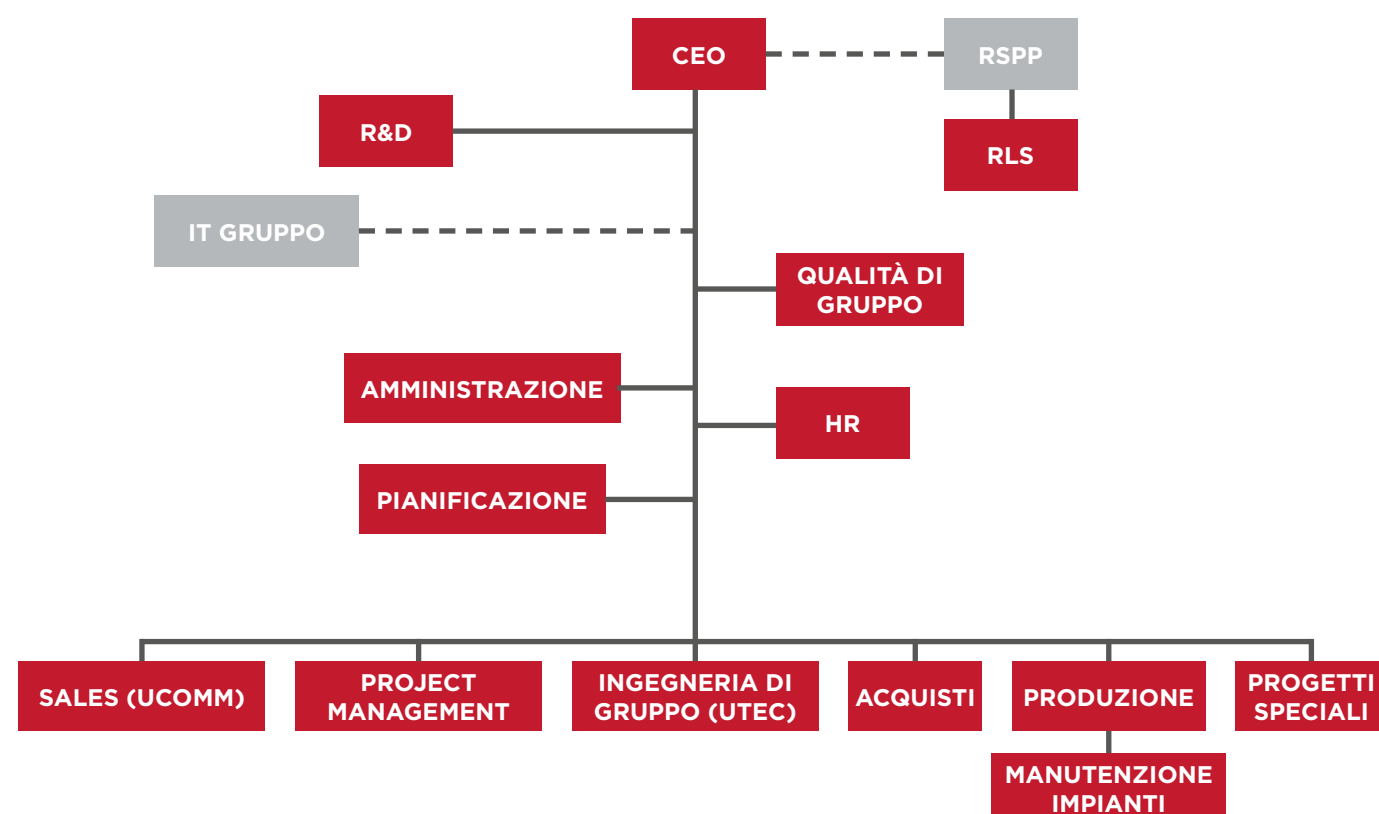 CEO
RSPP
R&D
RLS
IT GRUPPO
QUALITÀ DI
GRUPPO
AMMINISTRAZIONE
HR
PIANIFICAZIONE
SALES (UCOMM)
PROJECT
MANAGEMENT
INGEGNERIA DI
GRUPPO (UTEC)
ACQUISTI
PRODUZIONE
PROGETTI
SPECIALI
MANUTENZIONE
IMPIANTI